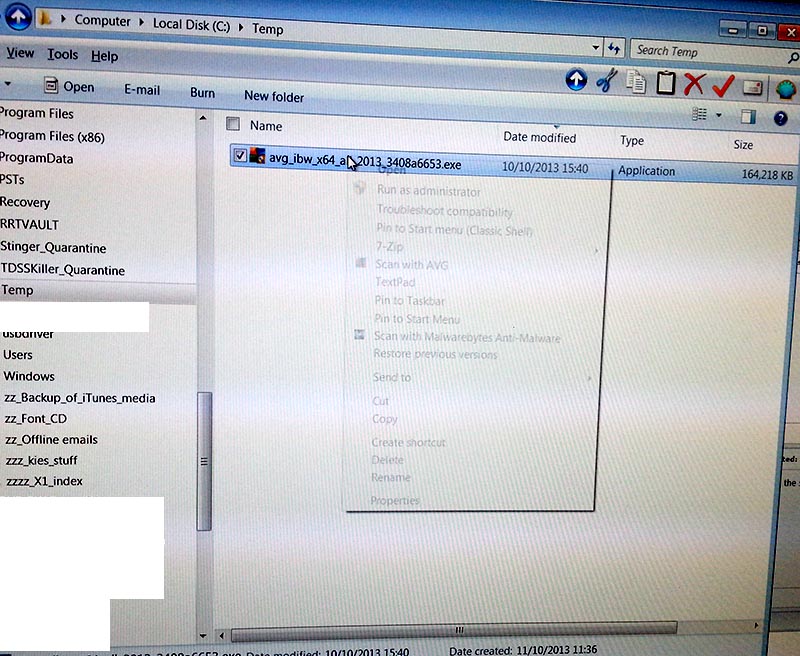 Computer Local Disk (C:) Temp
Search Temp
View Tools Help
Open E-mail Burn New folder
Program Files
Program Files (x86)
ProgramData
PSTs
Recovery
RRTVAULT
Stinger_Quarantine
TDSSKiller_Quarantine
Temp
usbdriver
Users
Windows
zz_Backup_of_iTunes_media
zz_Font_CD
zz_Offline emails
zzz_kies_stuff
zzzz_X1_index
Name Date modified Type Size
avg_ibw_x64_a 2013_3408a6653.exe 10/10/2013 15:40 Application 164,218 KB
Open
Run as administrator
Troubleshoot compatibility
Pin to Start menu (Classic Shell)
7-Zip
Scan with AVG
TextPad
Pin to Taskbar
Pin to Start Menu
Scan with Malwarebytes Anti-Malware
Restore previous versions
Send to
Cut
Copy
Create shortcut
Delete
Rename
Properties
Date modified: 10/10/2013 15:40 Date created: 11/10/2013 11:36
the